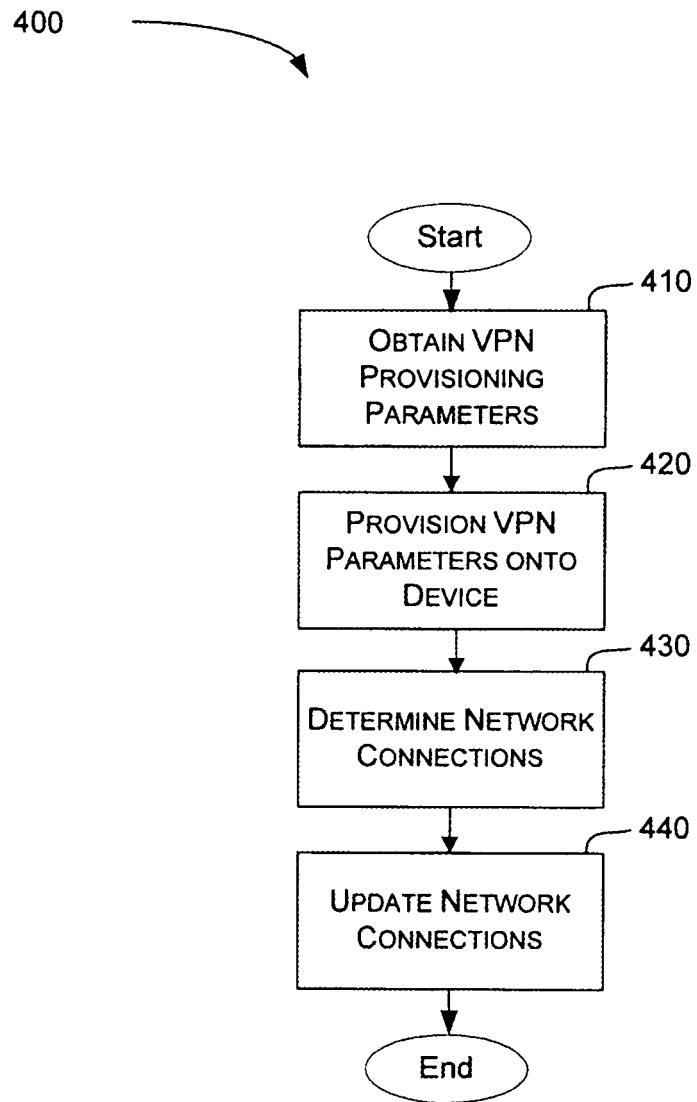 400
Start
410
OBTAIN VPN
PROVISIONING
PARAMETERS
420
PROVISION VPN
PARAMETERS ONTO
DEVICE
430
DETERMINE NETWORK
CONNECTIONS
440
UPDATE NETWORK
CONNECTIONS
End